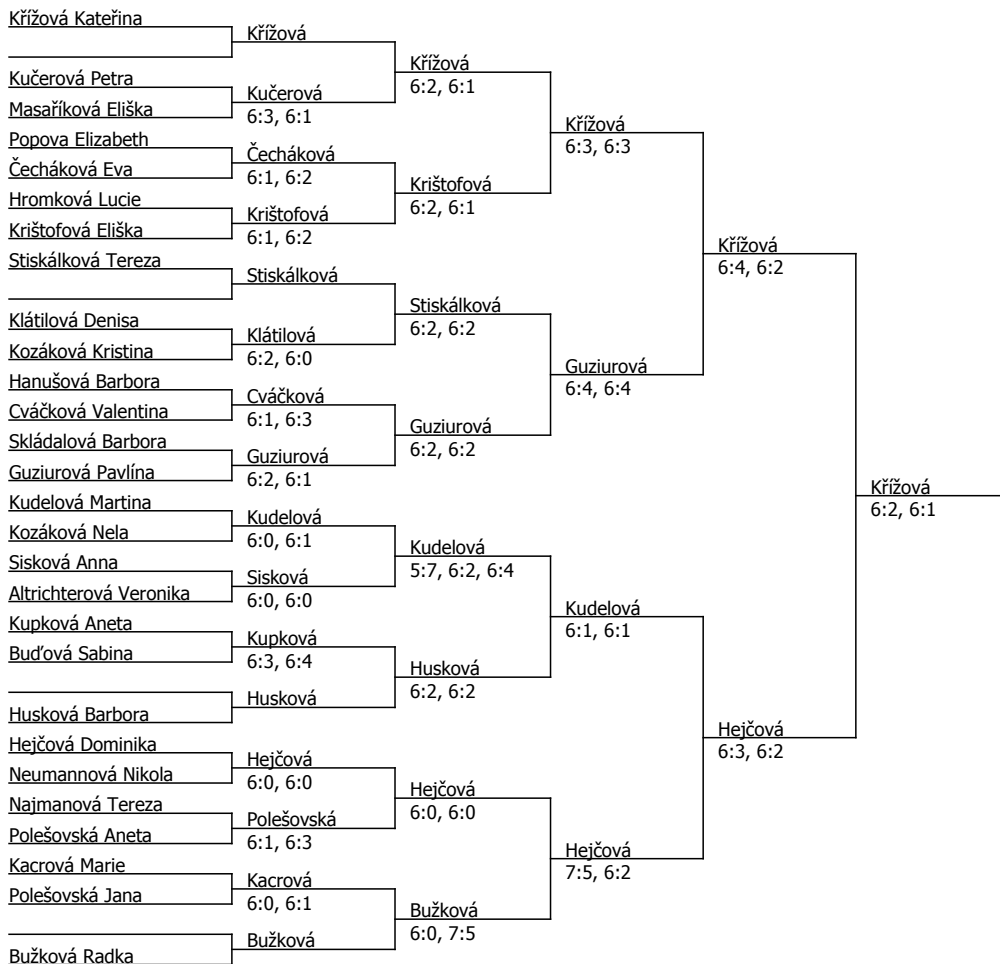 Křížová Kateřina
Křížová
Křížová
6:2, 6:1
Kučerová Petra
Kučerová
6:3, 6:1
Masaříková Eliška
Křížová
6:3, 6:3
Popova Elizabeth
Čecháková
6:1, 6:2
Čecháková Eva
Krištofová
6:2, 6:1
Hromková Lucie
Krištofová
6:1, 6:2
Krištofová Eliška
Křížová
6:4, 6:2
Stiskálková Tereza
Stiskálková
Stiskálková
6:2, 6:2
Klátilová Denisa
Klátilová
6:2, 6:0
Kozáková Kristina
Guziurová
6:4, 6:4
Hanušová Barbora
Cváčková
6:1, 6:3
Cváčková Valentina
Guziurová
6:2, 6:2
Skládalová Barbora
Guziurová
6:2, 6:1
Guziurová Pavlína
Křížová
6:2, 6:1
Kudelová Martina
Kudelová
6:0, 6:1
Kozáková Nela
Kudelová
5:7, 6:2, 6:4
Sisková Anna
Sisková
6:0, 6:0
Altrichterová Veronika
Kudelová
6:1, 6:1
Kupková Aneta
Kupková
6:3, 6:4
Buďová Sabina
Husková
6:2, 6:2
Husková
Husková Barbora
Hejčová
6:3, 6:2
Hejčová Dominika
Hejčová
6:0, 6:0
Neumannová Nikola
Hejčová
6:0, 6:0
Najmanová Tereza
Polešovská
6:1, 6:3
Polešovská Aneta
Hejčová
7:5, 6:2
Kacrová Marie
Kacrová
6:0, 6:1
Polešovská Jana
Bužková
6:0, 7:5
Bužková
Bužková Radka